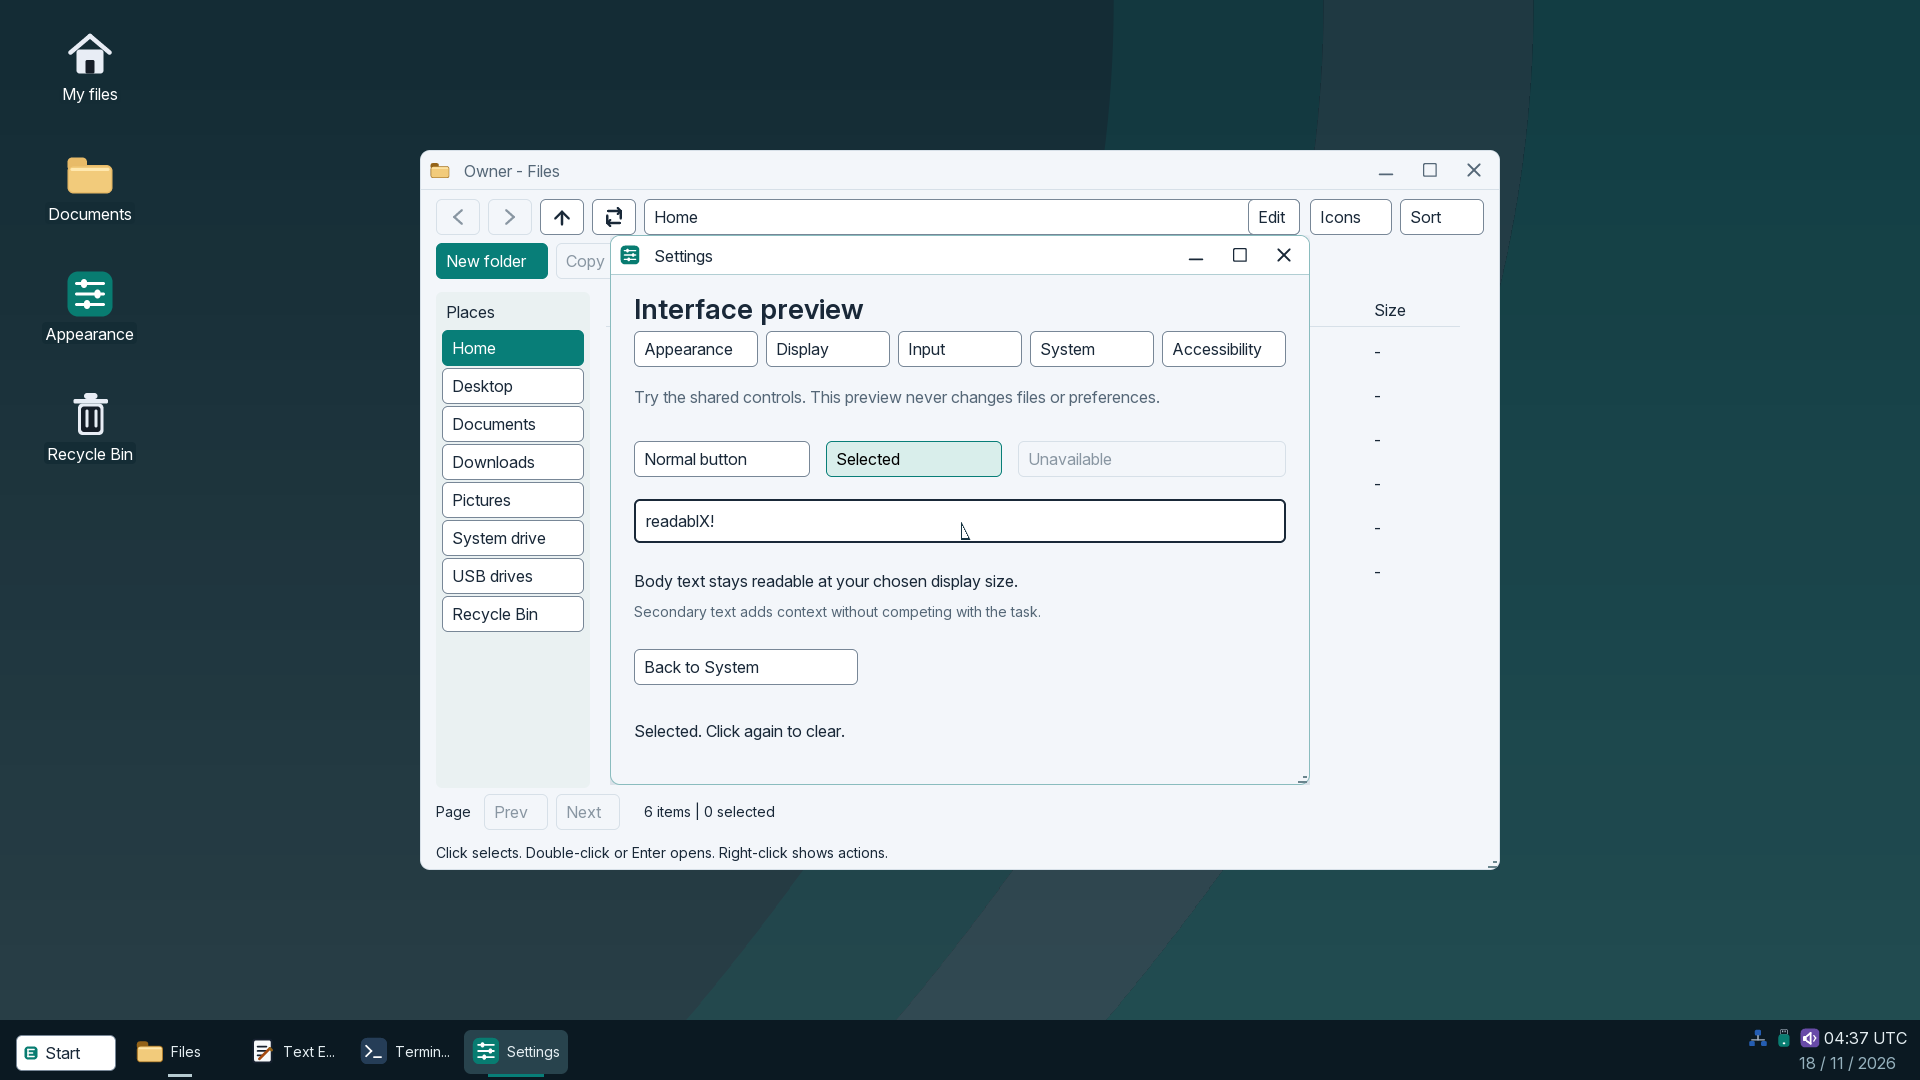 My files
Documents
Appearance
Recycle Bin
Owner - Files
Home
Edit
Icons
Sort
New folder
Copy
Settings
Size
Places
Home
Desktop
Documents
Downloads
Pictures
System drive
USB drives
Recycle Bin
Interface preview
Appearance
Display
Input
System
Accessibility
Try the shared controls. This preview never changes files or preferences.
Normal button
Selected
Unavailable
readablX!
Body text stays readable at your chosen display size.
Secondary text adds context without competing with the task.
Back to System
Selected. Click again to clear.
-
-
-
-
-
-
Page
Prev
Next
6 items | 0 selected
Click selects. Double-click or Enter opens. Right-click shows actions.
Start
Files
Text E...
Termin...
Settings
04:37 UTC
18 / 11 / 2026